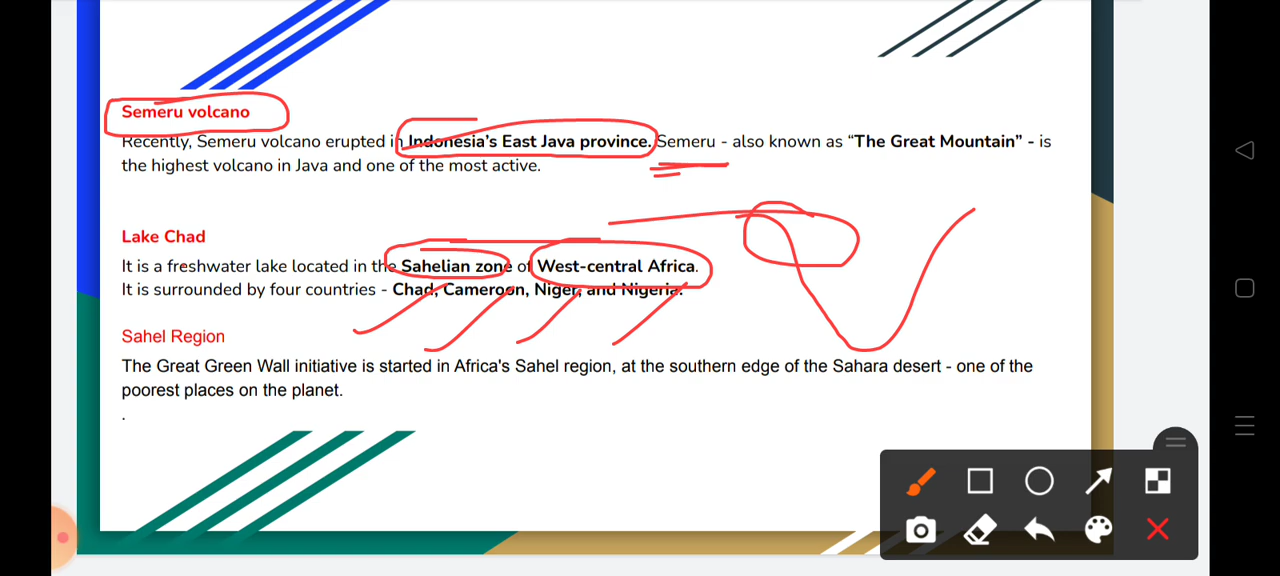 Semeru volcano
Recently, Semeru volcano erupted in Indonesia's East Java province. Semeru - also known as “The Great Mountain” - is
the highest volcano in Java and one of the most active.
Lake Chad
It is a freshwater lake located in the Sahelian zone of West-central Africa.
It is surrounded by four countries - Chad, Cameroon, Niger, and Nigeria.
Sahel Region
The Great Green Wall initiative is started in Africa's Sahel region, at the southern edge of the Sahara desert - one of the
poorest places on the planet.
.